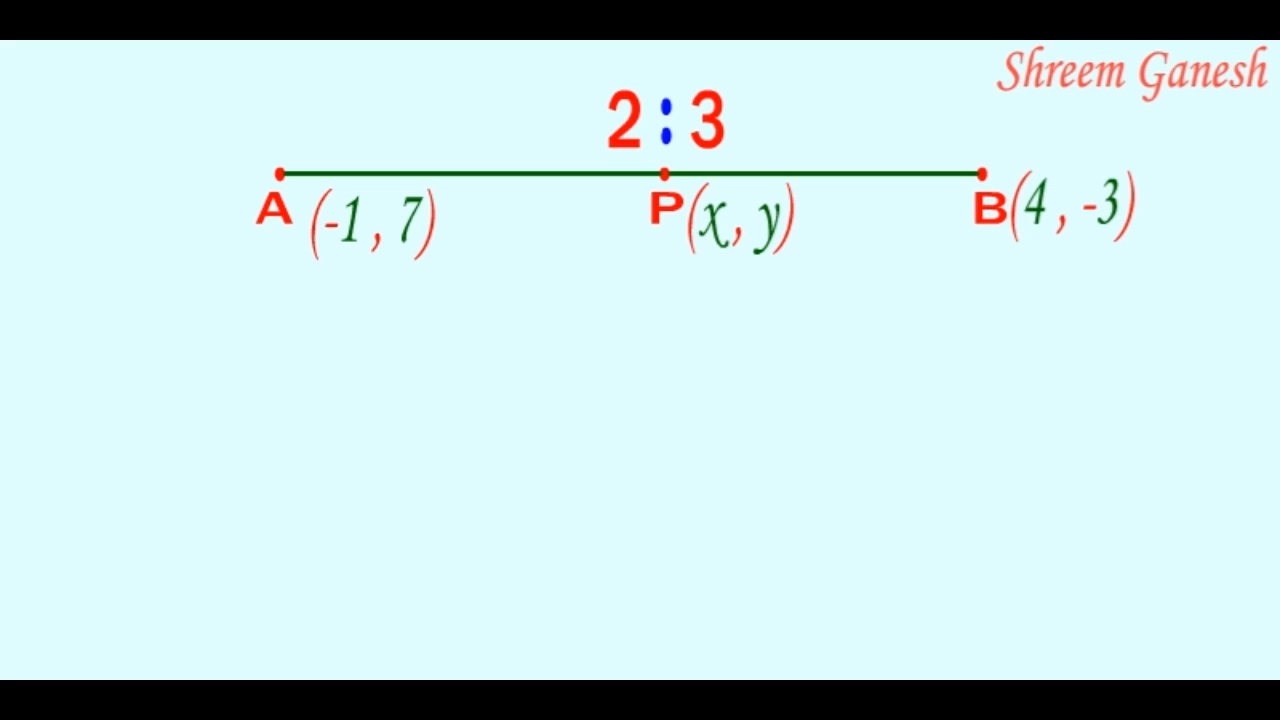 Shreem Ganesh
2 : 3
A (-1 , 7) P(x, y) B(4 , -3)